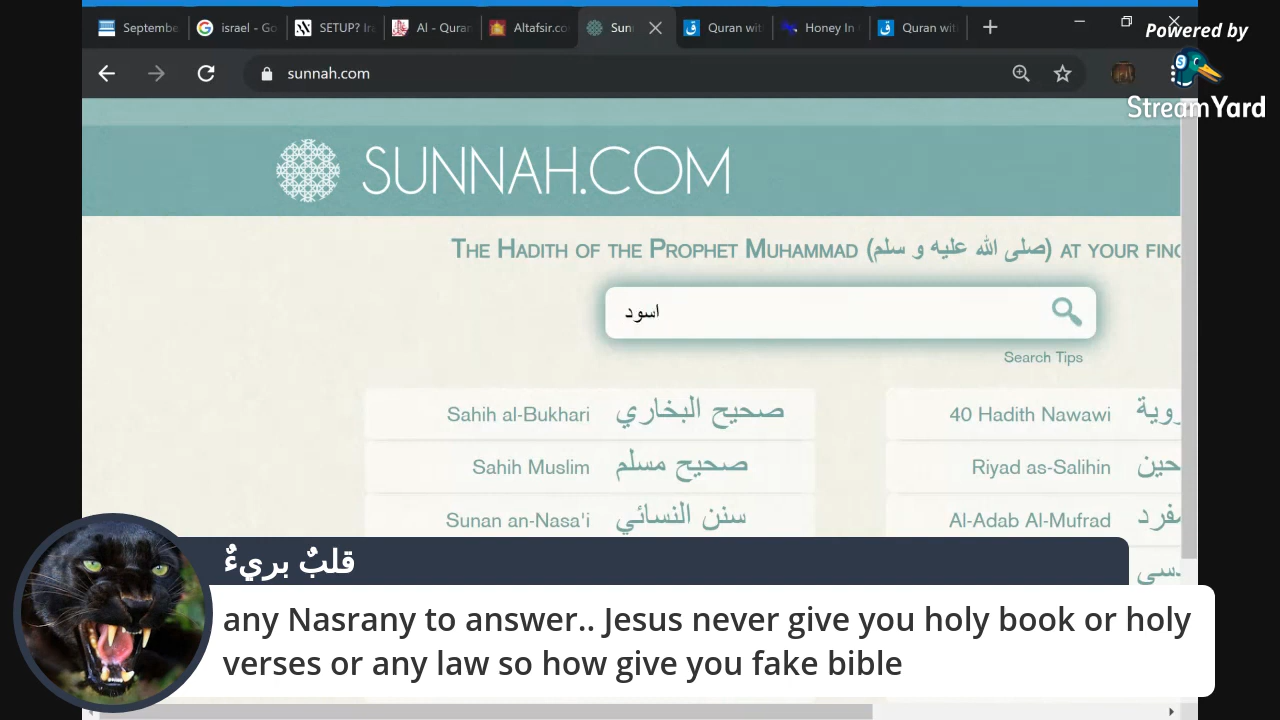 Septembe
israel - Go
SETUP? Ira
Al - Quran
Altafsir.co
Sun
Quran wit
Honey In
Quran wit
Powered by
StreamYard
sunnah.com
SUNNAH.COM
THE HADITH OF THE PROPHET MUHAMMAD (صلى الله عليه و سلم) AT YOUR FING
اسود
Search Tips
Sahih al-Bukhari صحيح البخاري
40 Hadith Nawawi
Sahih Muslim صحيح مسلم
Riyad as-Salihin
Sunan an-Nasa'i سنن النسائي
Al-Adab Al-Mufrad
قلبٌ بريءٌ
any Nasrany to answer.. Jesus never give you holy book or holy
verses or any law so how give you fake bible